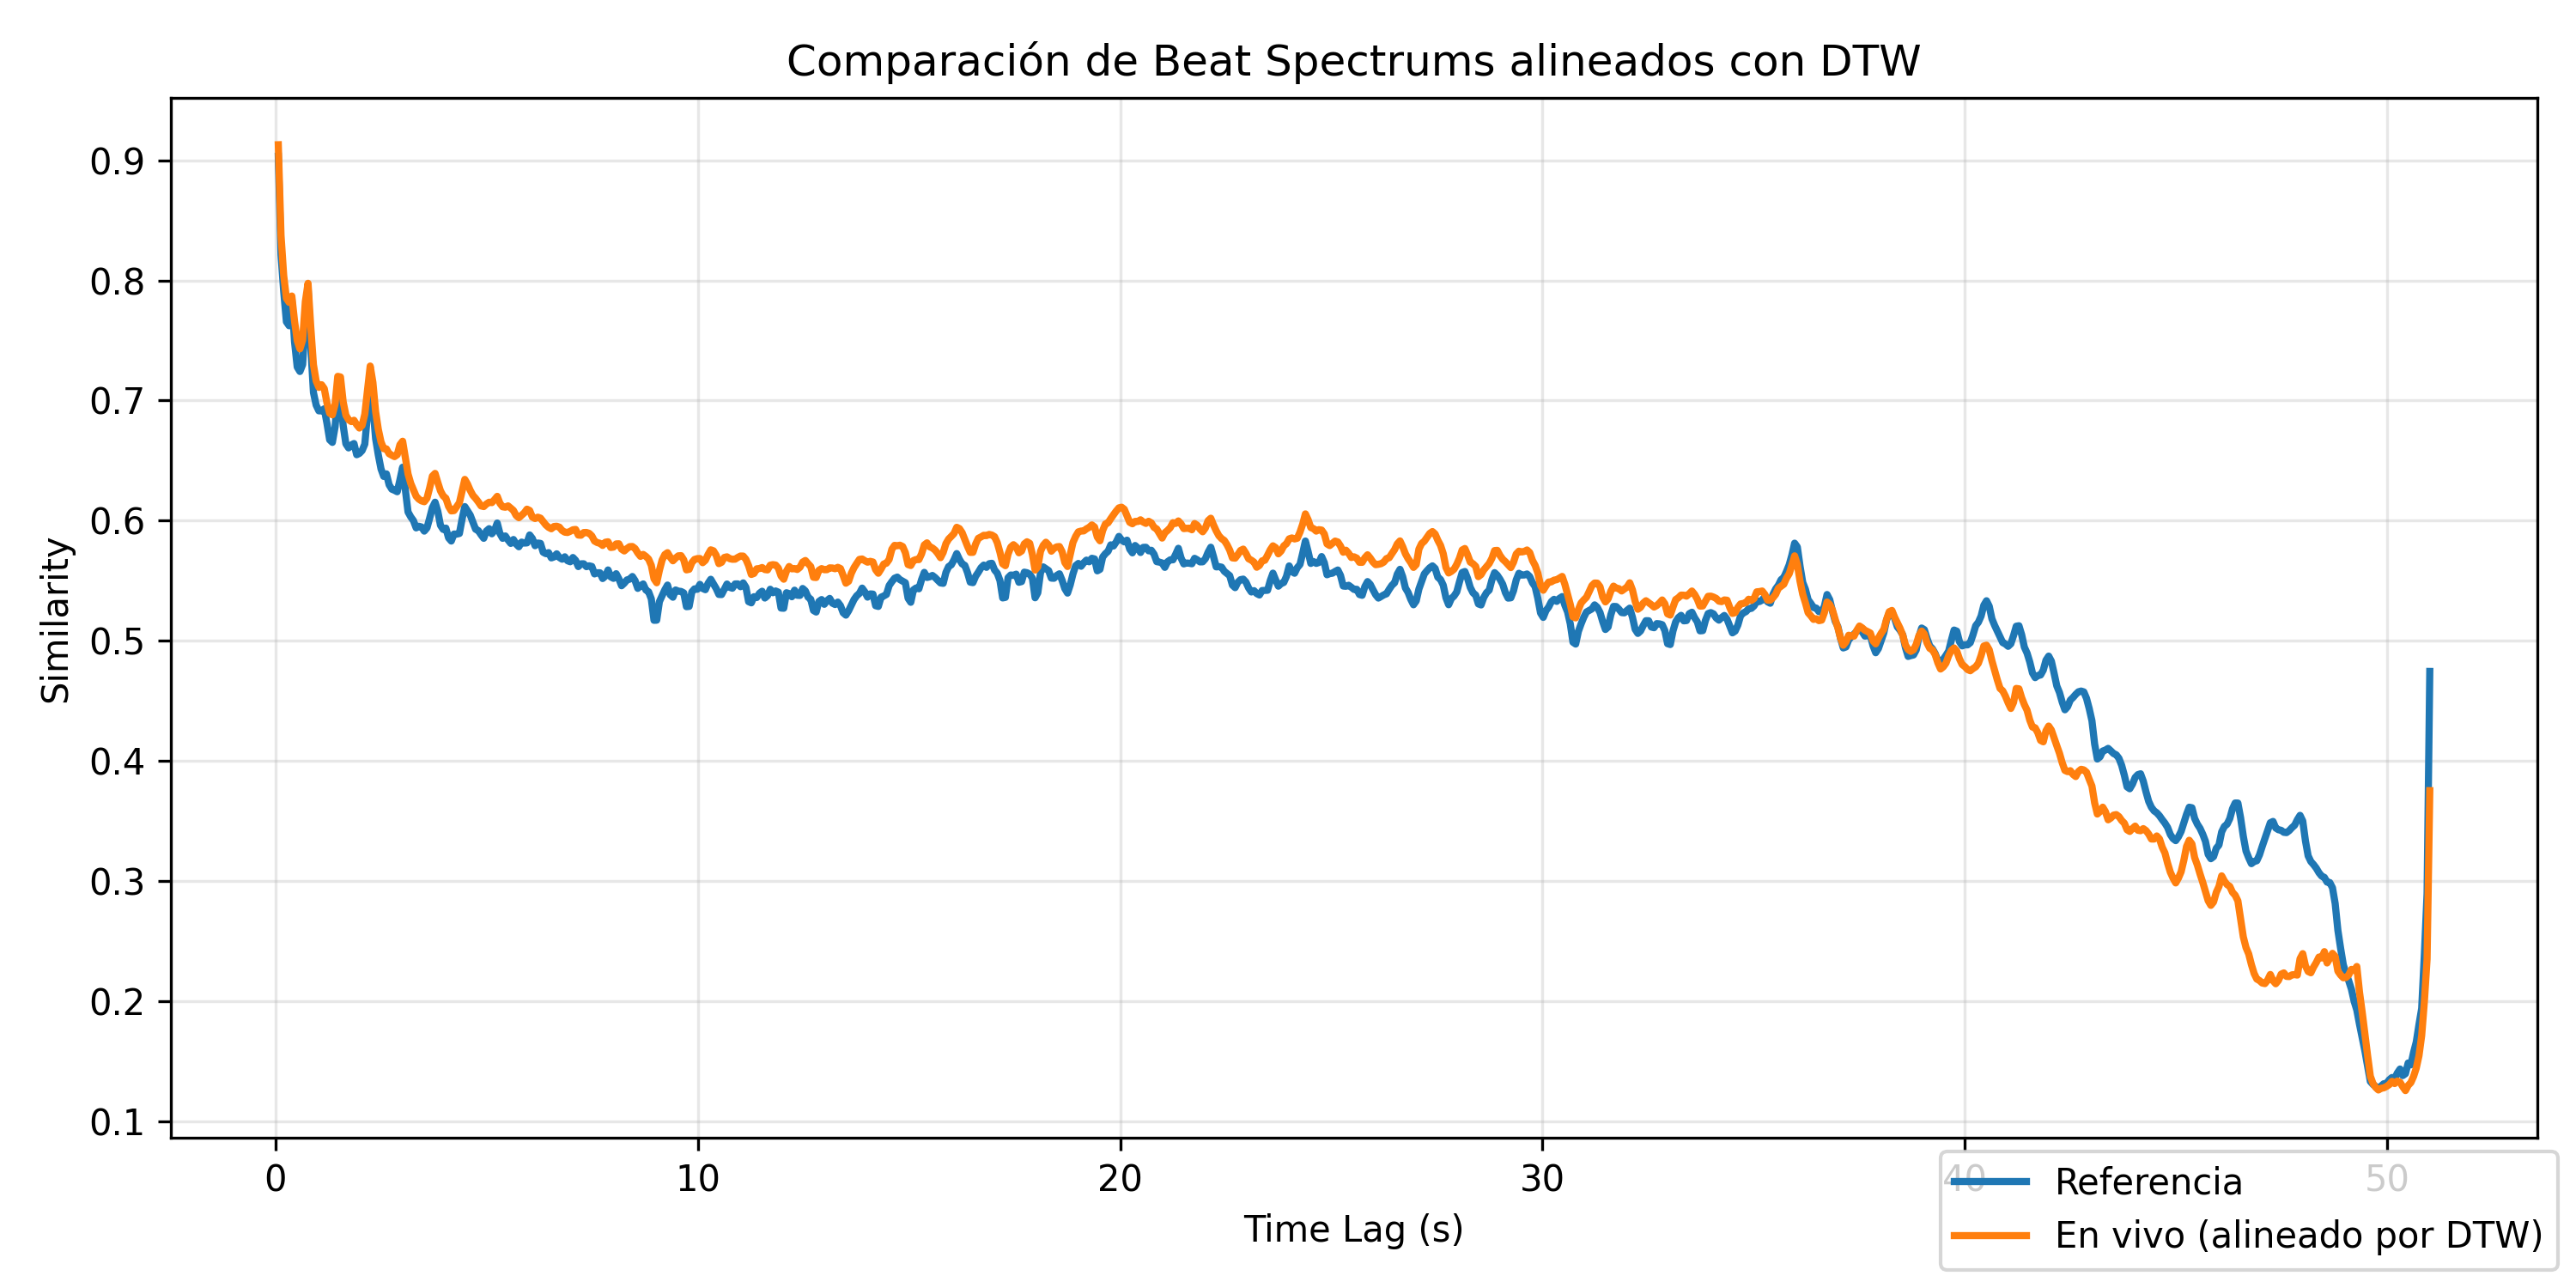 Comparación de Beat Spectrums alineados con DTW
Similarity
0.9
0.8
0.7
0.6
0.5
0.4
0.3
0.2
0.1
0 10 20 30 40 50
Time Lag (s)
Referencia
En vivo (alineado por DTW)